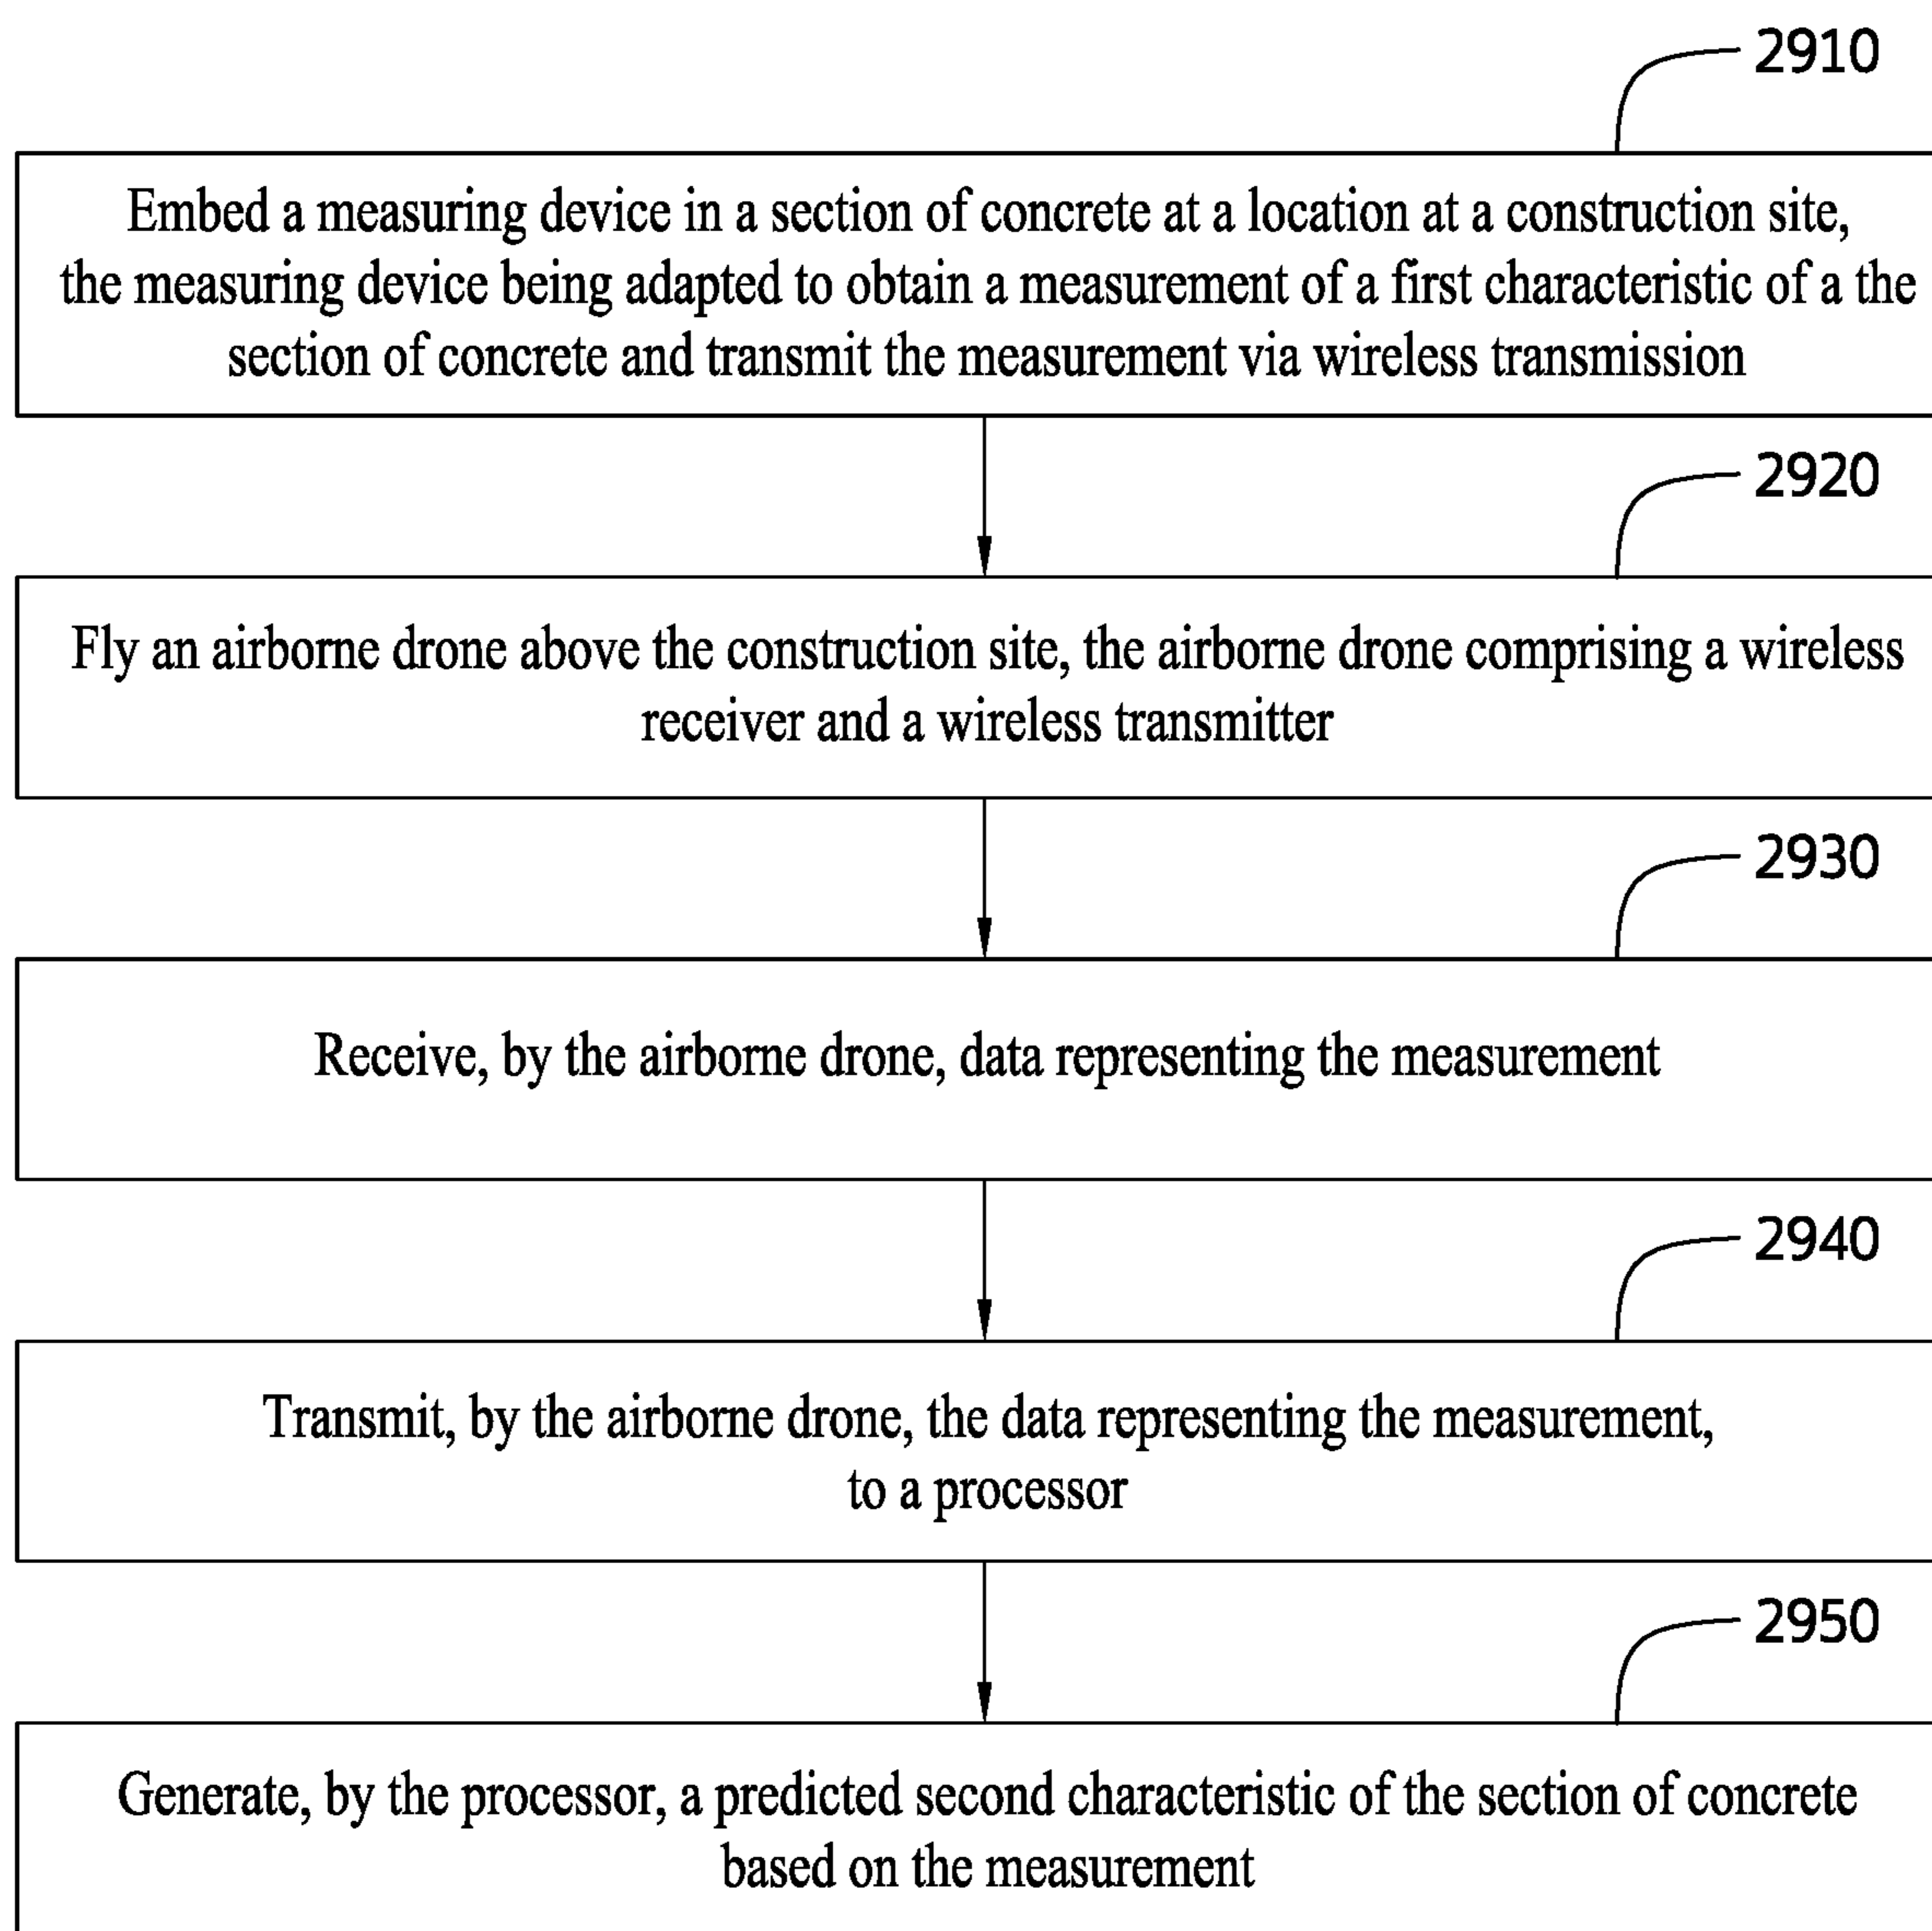 2910
Embed a measuring device in a section of concrete at a location at a construction site,
the measuring device being adapted to obtain a measurement of a first characteristic of a the
section of concrete and transmit the measurement via wireless transmission
2920
Fly an airborne drone above the construction site, the airborne drone comprising a wireless
receiver and a wireless transmitter
2930
Receive, by the airborne drone, data representing the measurement
2940
Transmit, by the airborne drone, the data representing the measurement,
to a processor
2950
Generate, by the processor, a predicted second characteristic of the section of concrete
based on the measurement